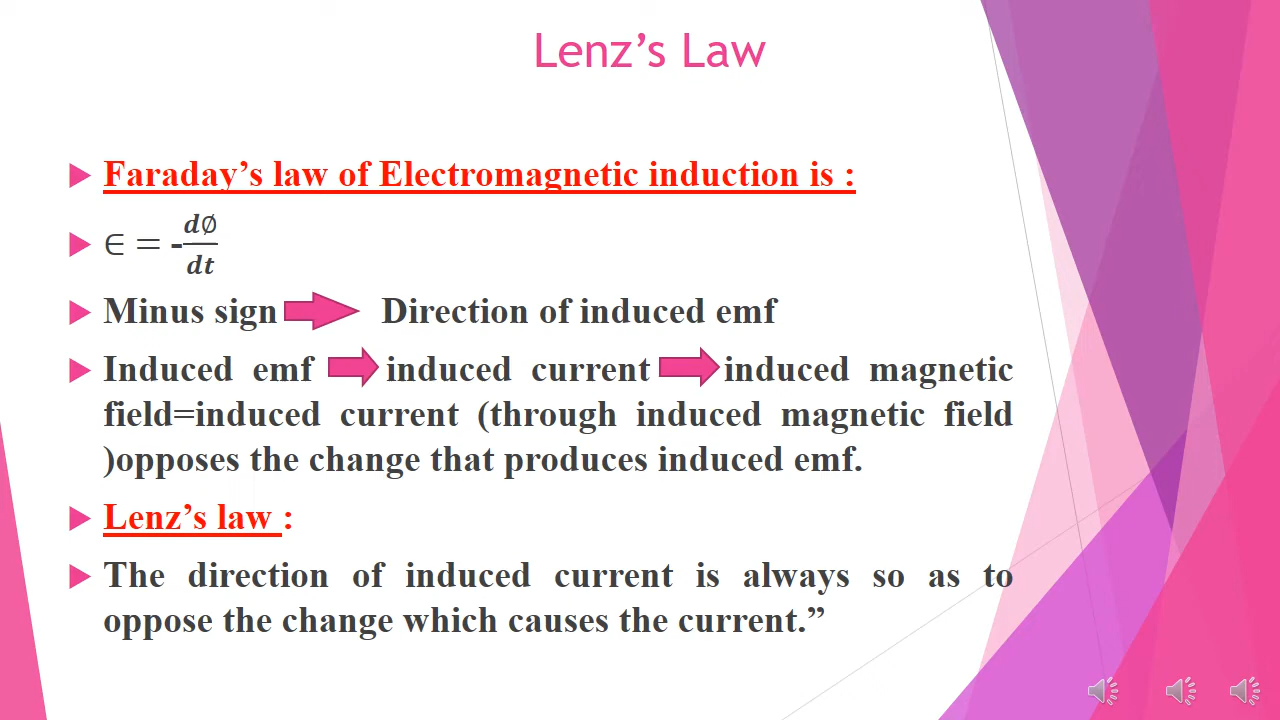 Lenz’s Law
Faraday’s law of Electromagnetic induction is :
∈ = -d∅/dt
Minus sign Direction of induced emf
Induced emf induced current induced magnetic
field=induced current (through induced magnetic field
)opposes the change that produces induced emf.
Lenz’s law :
The direction of induced current is always so as to
oppose the change which causes the current.”